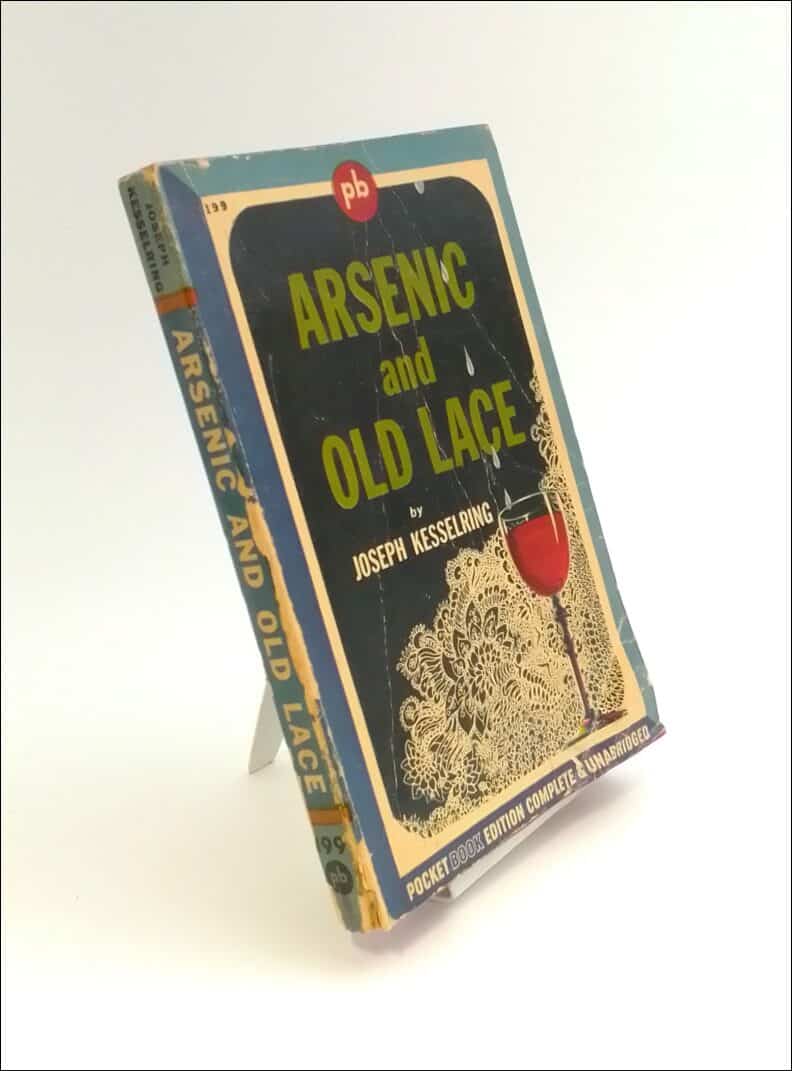 JOSEPH
KESSELRING
ARSENIC AND OLD LACE
199
pb
199
pb
ARSENIC
and
OLD LACE
by
JOSEPH KESSELRING
POCKET BOOK EDITION COMPLETE & UNABRIDGED